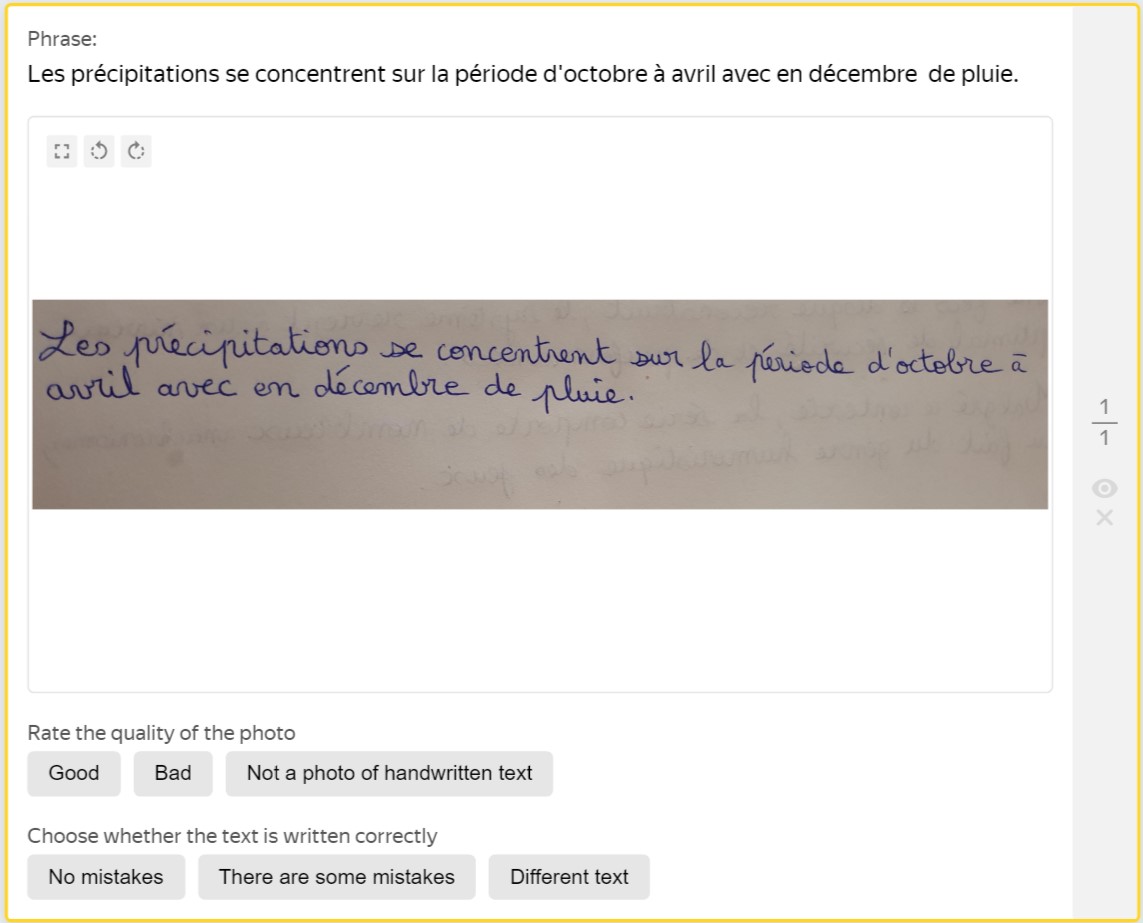 Phrase:
Les précipitations se concentrent sur la période d'octobre à avril avec en décembre  de pluie.
Les précipitations se concentrent sur la période d'octobre à
avril avec en décembre de pluie.
1
1
Rate the quality of the photo
Good Bad Not a photo of handwritten text
Choose whether the text is written correctly
No mistakes There are some mistakes Different text